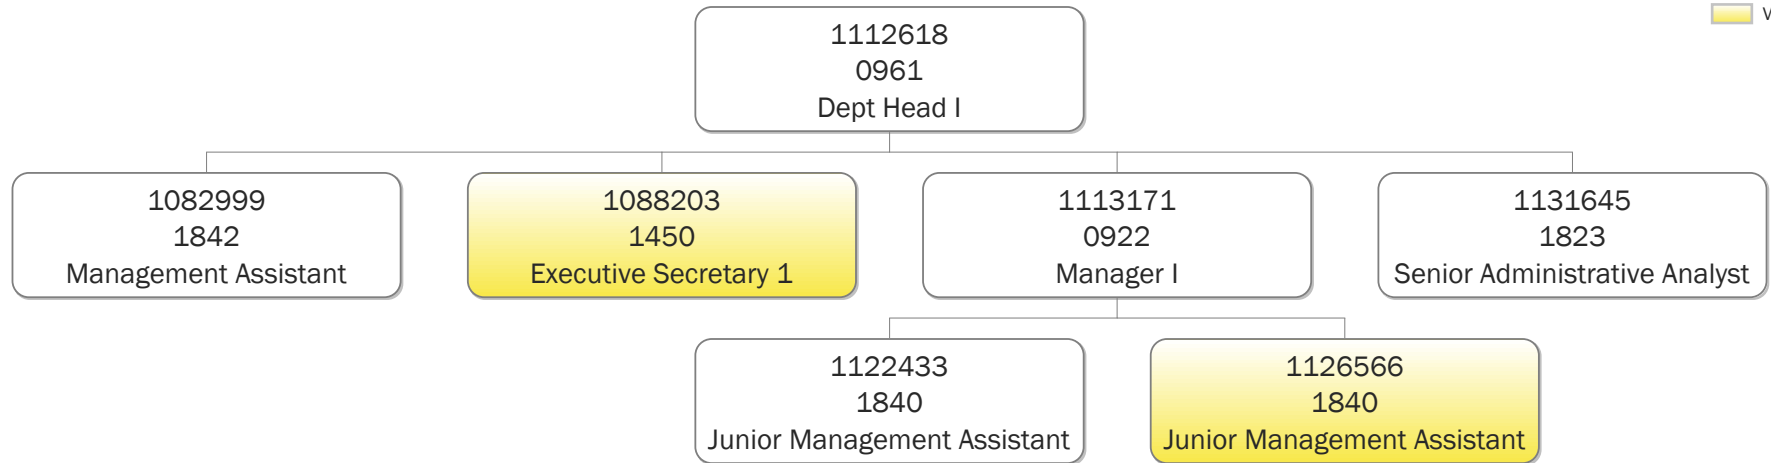 1112618
0961
Dept Head I
1082999
1842
Management Assistant
1088203
1450
Executive Secretary 1
1113171
0922
Manager I
1131645
1823
Senior Administrative Analyst
1122433
1840
Junior Management Assistant
1126566
1840
Junior Management Assistant